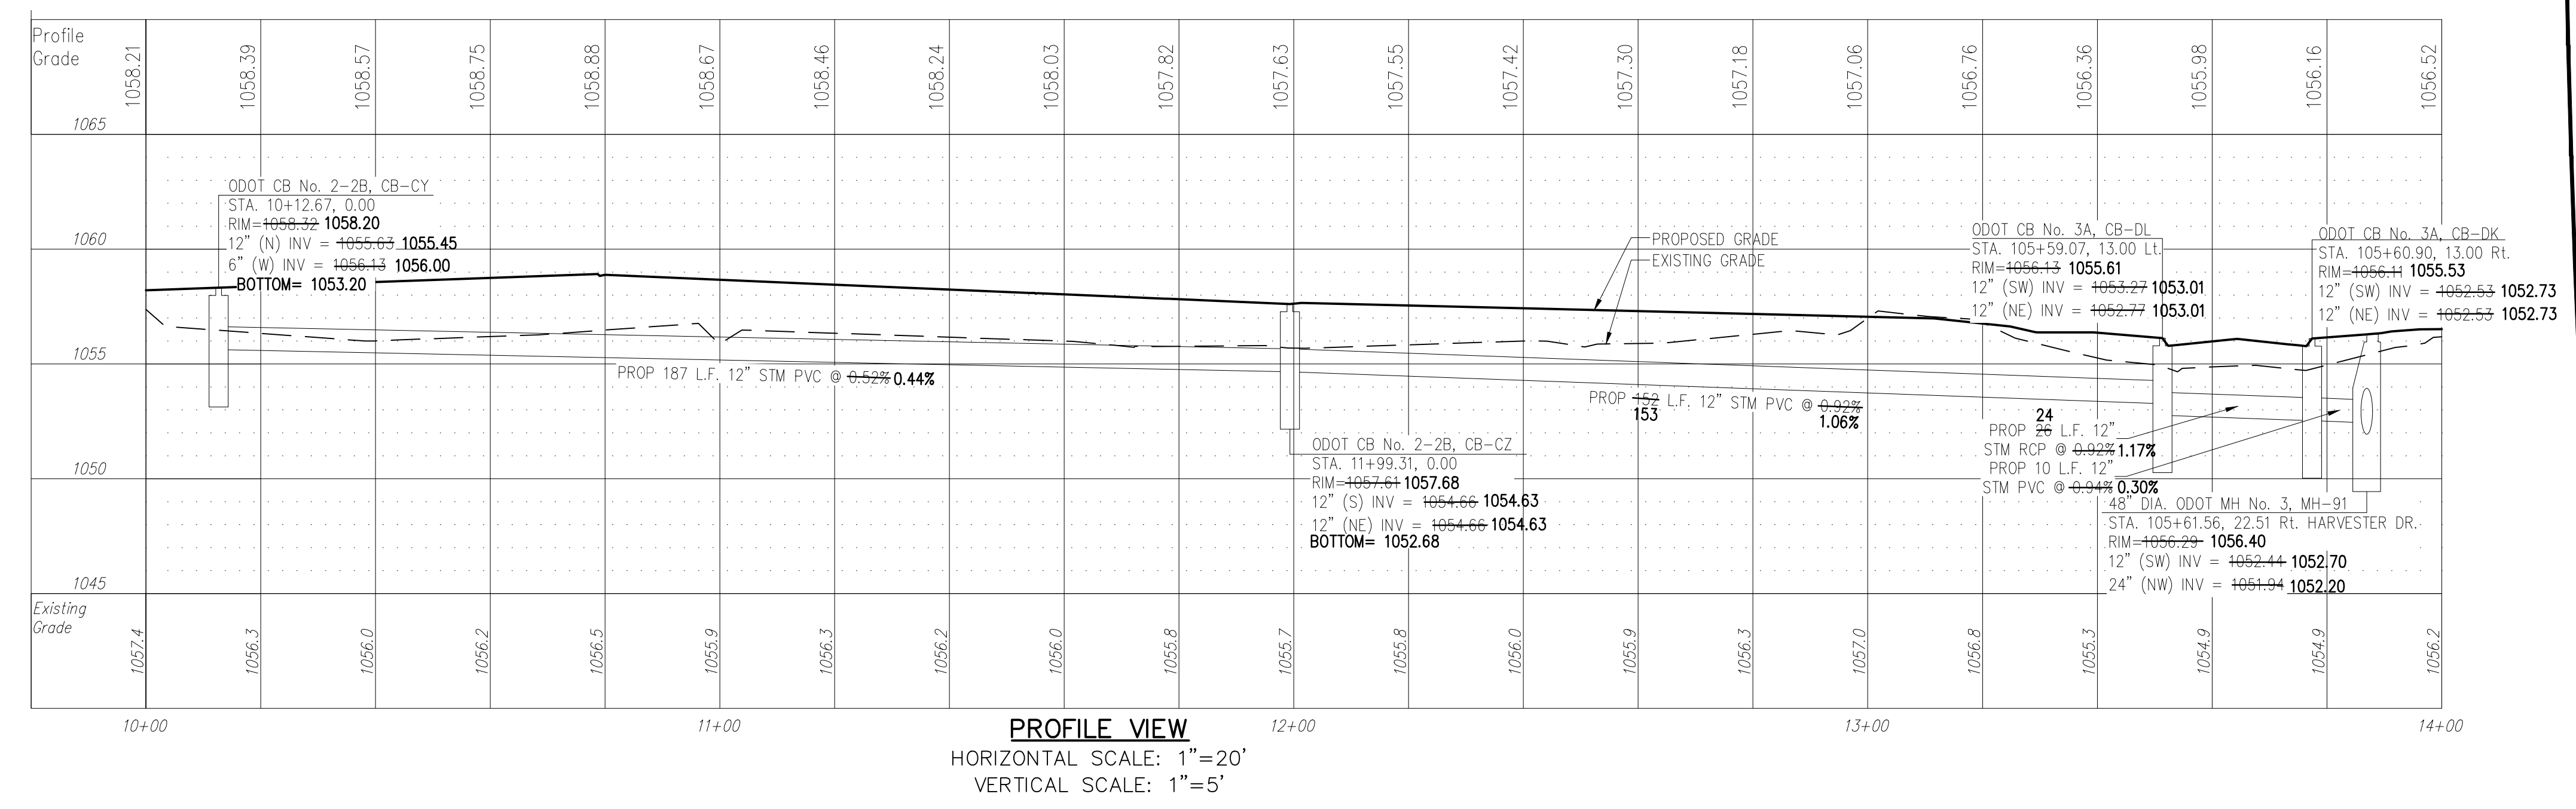 Profile
Grade
1058.21 1058.39 1058.57 1058.75 1058.88 1058.67 1058.46 1058.24 1058.03 1057.82 1057.63 1057.55 1057.42 1057.30 1057.18 1057.06 1056.76 1056.36 1055.98 1056.16 1056.52
1065
1060
1055
1050
1045
ODOT CB No. 2-2B, CB-CY
STA. 10+12.67, 0.00
RIM=1058.32 1058.20
12" (N) INV = 1055.63 1055.45
6" (W) INV = 1056.13 1056.00
BOTTOM= 1053.20
PROPOSED GRADE
EXISTING GRADE
ODOT CB No. 3A, CB-DL
STA. 105+59.07, 13.00 Lt.
RIM=1056.13 1055.61
12" (SW) INV = 1053.27 1053.01
12" (NE) INV = 1052.77 1053.01
ODOT CB No. 3A, CB-DK
STA. 105+60.90, 13.00 Rt.
RIM=1056.11 1055.53
12" (SW) INV = 1052.53 1052.73
12" (NE) INV = 1052.53 1052.73
PROP 187 L.F. 12" STM PVC @ 0.52% 0.44%
PROP 152 L.F. 12" STM PVC @ 0.92%
153
1.06%
24
PROP 26 L.F. 12"
STM RCP @ 0.92% 1.17%
PROP 10 L.F. 12"
STM PVC @ 0.94% 0.30%
ODOT CB No. 2-2B, CB-CZ
STA. 11+99.31, 0.00
RIM=1057.61 1057.68
12" (S) INV = 1054.66 1054.63
12" (NE) INV = 1054.66 1054.63
BOTTOM= 1052.68
48" DIA. ODOT MH No. 3, MH-91
STA. 105+61.56, 22.51 Rt. HARVESTER DR.
RIM=1056.29 1056.40
12" (SW) INV = 1052.44 1052.70
24" (NW) INV = 1051.94 1052.20
Existing
Grade
1057.4 1056.3 1056.0 1056.2 1056.5 1055.9 1056.3 1056.2 1056.0 1055.8 1055.7 1055.8 1056.0 1055.9 1056.3 1057.0 1056.8 1055.3 1054.9 1054.9 1056.2
10+00 11+00 12+00 13+00 14+00
PROFILE VIEW
HORIZONTAL SCALE: 1"=20'
VERTICAL SCALE: 1"=5'